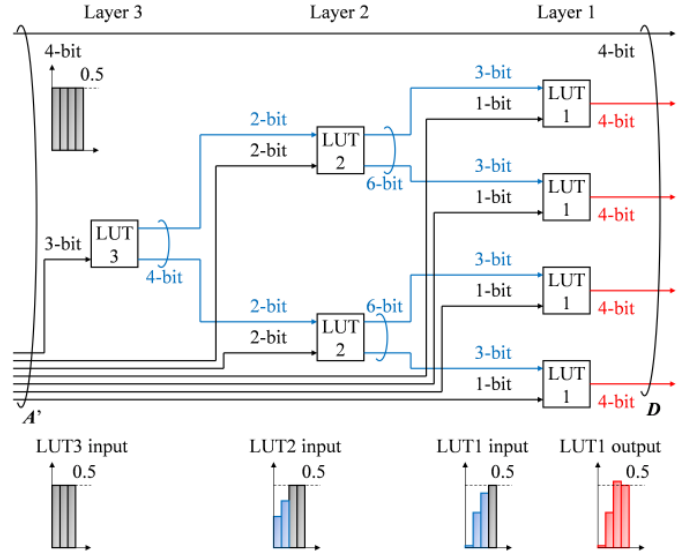 Layer 3
Layer 2
Layer 1
4-bit
4-bit
0.5
3-bit
1-bit
LUT
1
4-bit
2-bit
2-bit
LUT
2
6-bit
3-bit
1-bit
LUT
1
4-bit
3-bit
LUT
3
4-bit
3-bit
1-bit
LUT
1
4-bit
2-bit
2-bit
LUT
2
6-bit
3-bit
1-bit
LUT
1
4-bit
A'
D
LUT3 input
LUT2 input
LUT1 input
LUT1 output
0.5
0.5
0.5
0.5